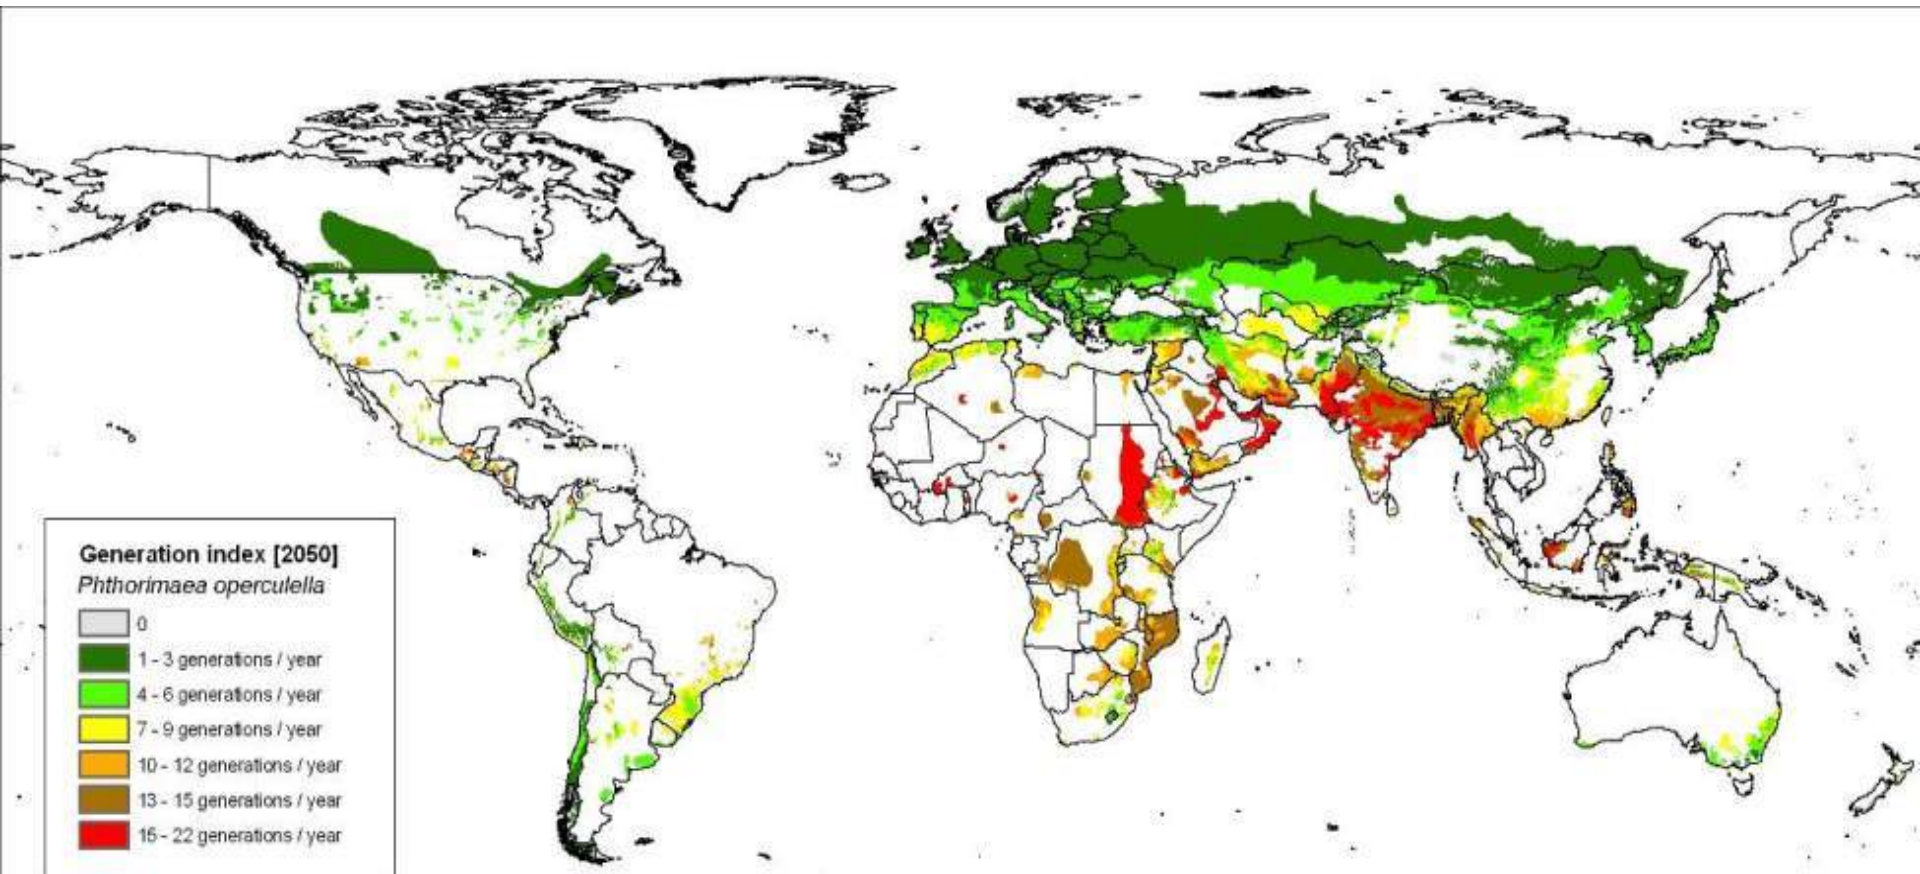 Generation index [2050]
Phthorimaea operculella
0
1 - 3 generations / year
4 - 6 generations / year
7 - 9 generations / year
10 - 12 generations / year
13 - 15 generations / year
15 - 22 generations / year